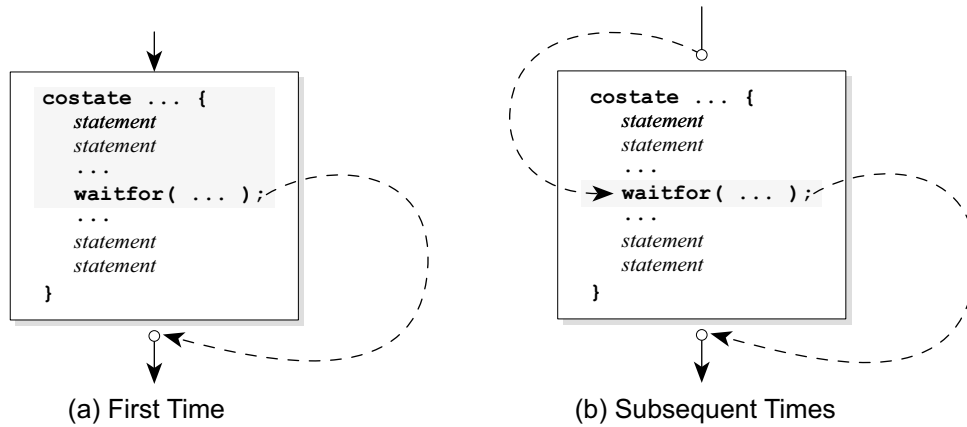 costate ... {
statement
statement
...
waitfor( ... );
...
statement
statement
}
(a) First Time
costate ... {
statement
statement
...
waitfor( ... );
...
statement
statement
}
(b) Subsequent Times